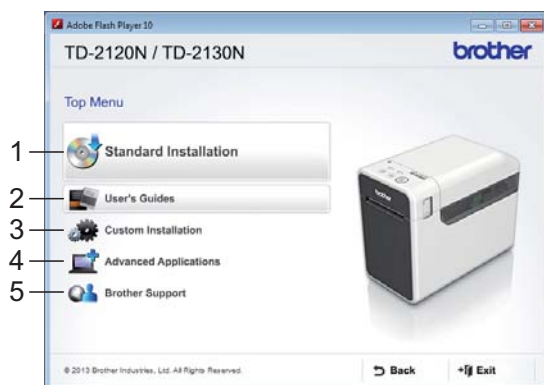 Adobe Flash Player 10
TD-2120N / TD-2130N
brother
Top Menu
1
Standard Installation
2
User's Guides
3
Custom Installation
4
Advanced Applications
5
Brother Support
© 2013 Brother Industries, Ltd. All Rights Reserved.
Back
Exit